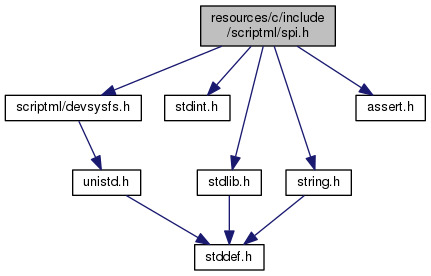 resources/c/include
/scriptml/spi.h
scriptml/devsysfs.h
stdint.h
assert.h
unistd.h
stdlib.h
string.h
stddef.h